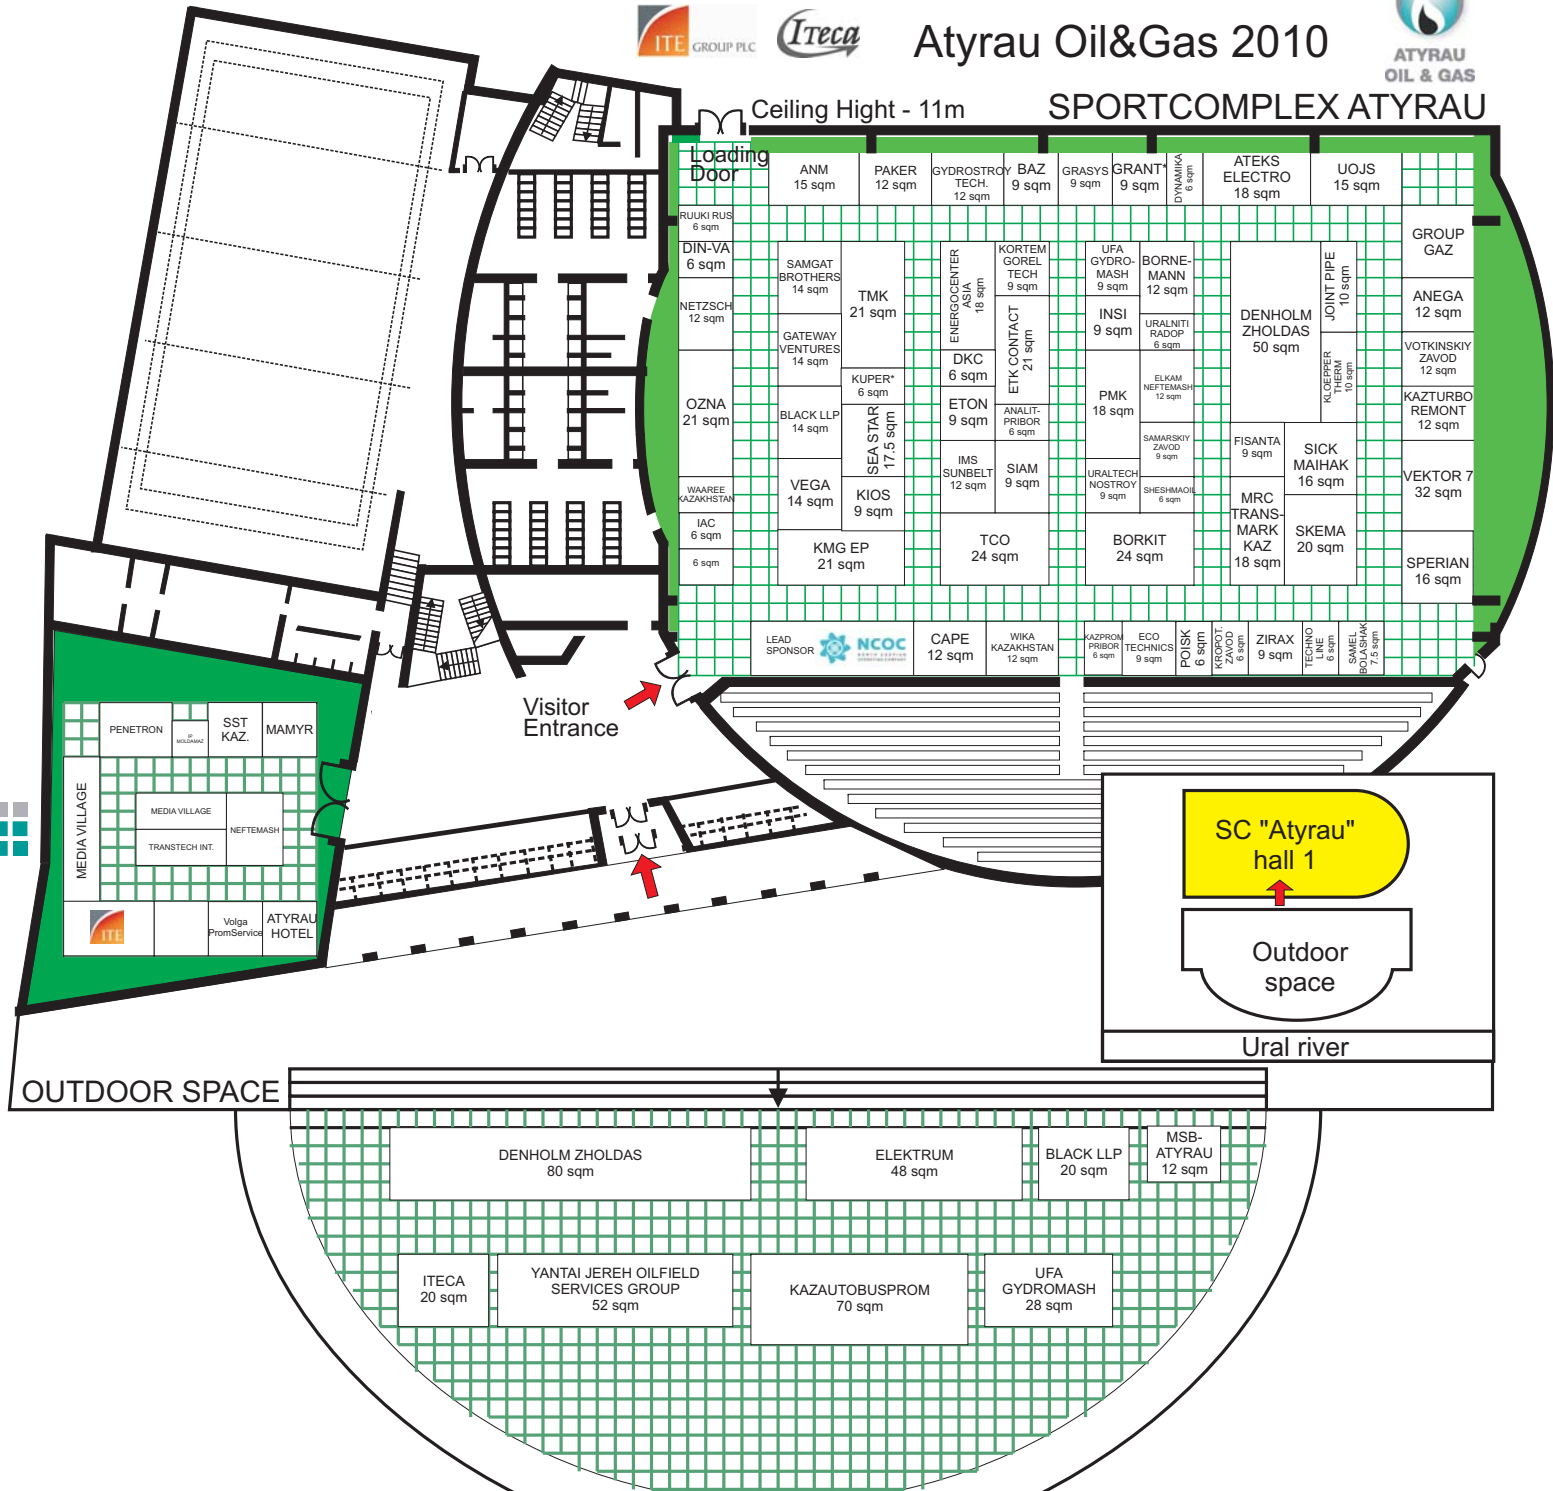 ITE GROUP PLC
ITECA
Atyrau Oil&Gas 2010
ATYRAU
OIL & GAS
Ceiling Hight - 11m
SPORTCOMPLEX ATYRAU
Loading
Door
ANM
15 sqm
PAKER
12 sqm
GYDROSTROY
TECH.
12 sqm
BAZ
9 sqm
GRASYS
9 sqm
GRANT*
9 sqm
DYNAMIKA
6 sqm
ATEKS
ELECTRO
18 sqm
UOJS
15 sqm
RUUKI RUS
6 sqm
DIN-VA
6 sqm
NETZSCH
12 sqm
OZNA
21 sqm
WAAREE
KAZAKHSTAN
IAC
6 sqm
6 sqm
SAMGAT
BROTHERS
14 sqm
GATEWAY
VENTURES
14 sqm
BLACK LLP
14 sqm
VEGA
14 sqm
TMK
21 sqm
KUPER*
6 sqm
SEA STAR
17.5 sqm
KIOS
9 sqm
KMG EP
21 sqm
ENERGOCENTER
ASIA
18 sqm
KORTEM
GOREL
TECH
9 sqm
ETK CONTACT
21 sqm
DKC
6 sqm
ETON
9 sqm
ANALIT-
PRIBOR
6 sqm
IMS
SUNBELT
12 sqm
SIAM
9 sqm
TCO
24 sqm
UFA
GYDRO-
MASH
9 sqm
BORNE-
MANN
12 sqm
INSI
9 sqm
URALNITI
RADOP
6 sqm
PMK
18 sqm
ELKAM
NEFTEMASH
12 sqm
SAMARSKIY
ZAVOD
9 sqm
URALTECH
NOSTROY
9 sqm
SHESHMAOIL
6 sqm
BORKIT
24 sqm
DENHOLM
ZHOLDAS
50 sqm
JOINT PIPE
10 sqm
KLOEPPER
THERM
10 sqm
FISANTA
9 sqm
SICK
MAIHAK
16 sqm
MRC
TRANS-
MARK
KAZ
18 sqm
SKEMA
20 sqm
GROUP
GAZ
ANEGA
12 sqm
VOTKINSKIY
ZAVOD
12 sqm
KAZTURBO
REMONT
12 sqm
VEKTOR 7
32 sqm
SPERIAN
16 sqm
LEAD
SPONSOR
NCOC
CAPE
12 sqm
WIKA
KAZAKHSTAN
12 sqm
KAZPROM
PRIBOR
6 sqm
ECO
TECHNICS
9 sqm
POISK
6 sqm
KROPOT.
ZAVOD
6 sqm
ZIRAX
9 sqm
TECHNO
LINE
6 sqm
SAMEL
BOLASHAK
7.5 sqm
Visitor
Entrance
PENETRON
IP
MOLDAMAZ
SST
KAZ.
MAMYR
MEDIA VILLAGE
MEDIA VILLAGE
TRANSTECH INT.
NEFTEMASH
ITE
Volga
PromService
ATYRAU
HOTEL
SC "Atyrau"
hall 1
Outdoor
space
Ural river
OUTDOOR SPACE
DENHOLM ZHOLDAS
80 sqm
ELEKTRUM
48 sqm
BLACK LLP
20 sqm
MSB-
ATYRAU
12 sqm
ITECA
20 sqm
YANTAI JEREH OILFIELD
SERVICES GROUP
52 sqm
KAZAUTOBUSPROM
70 sqm
UFA
GYDROMASH
28 sqm